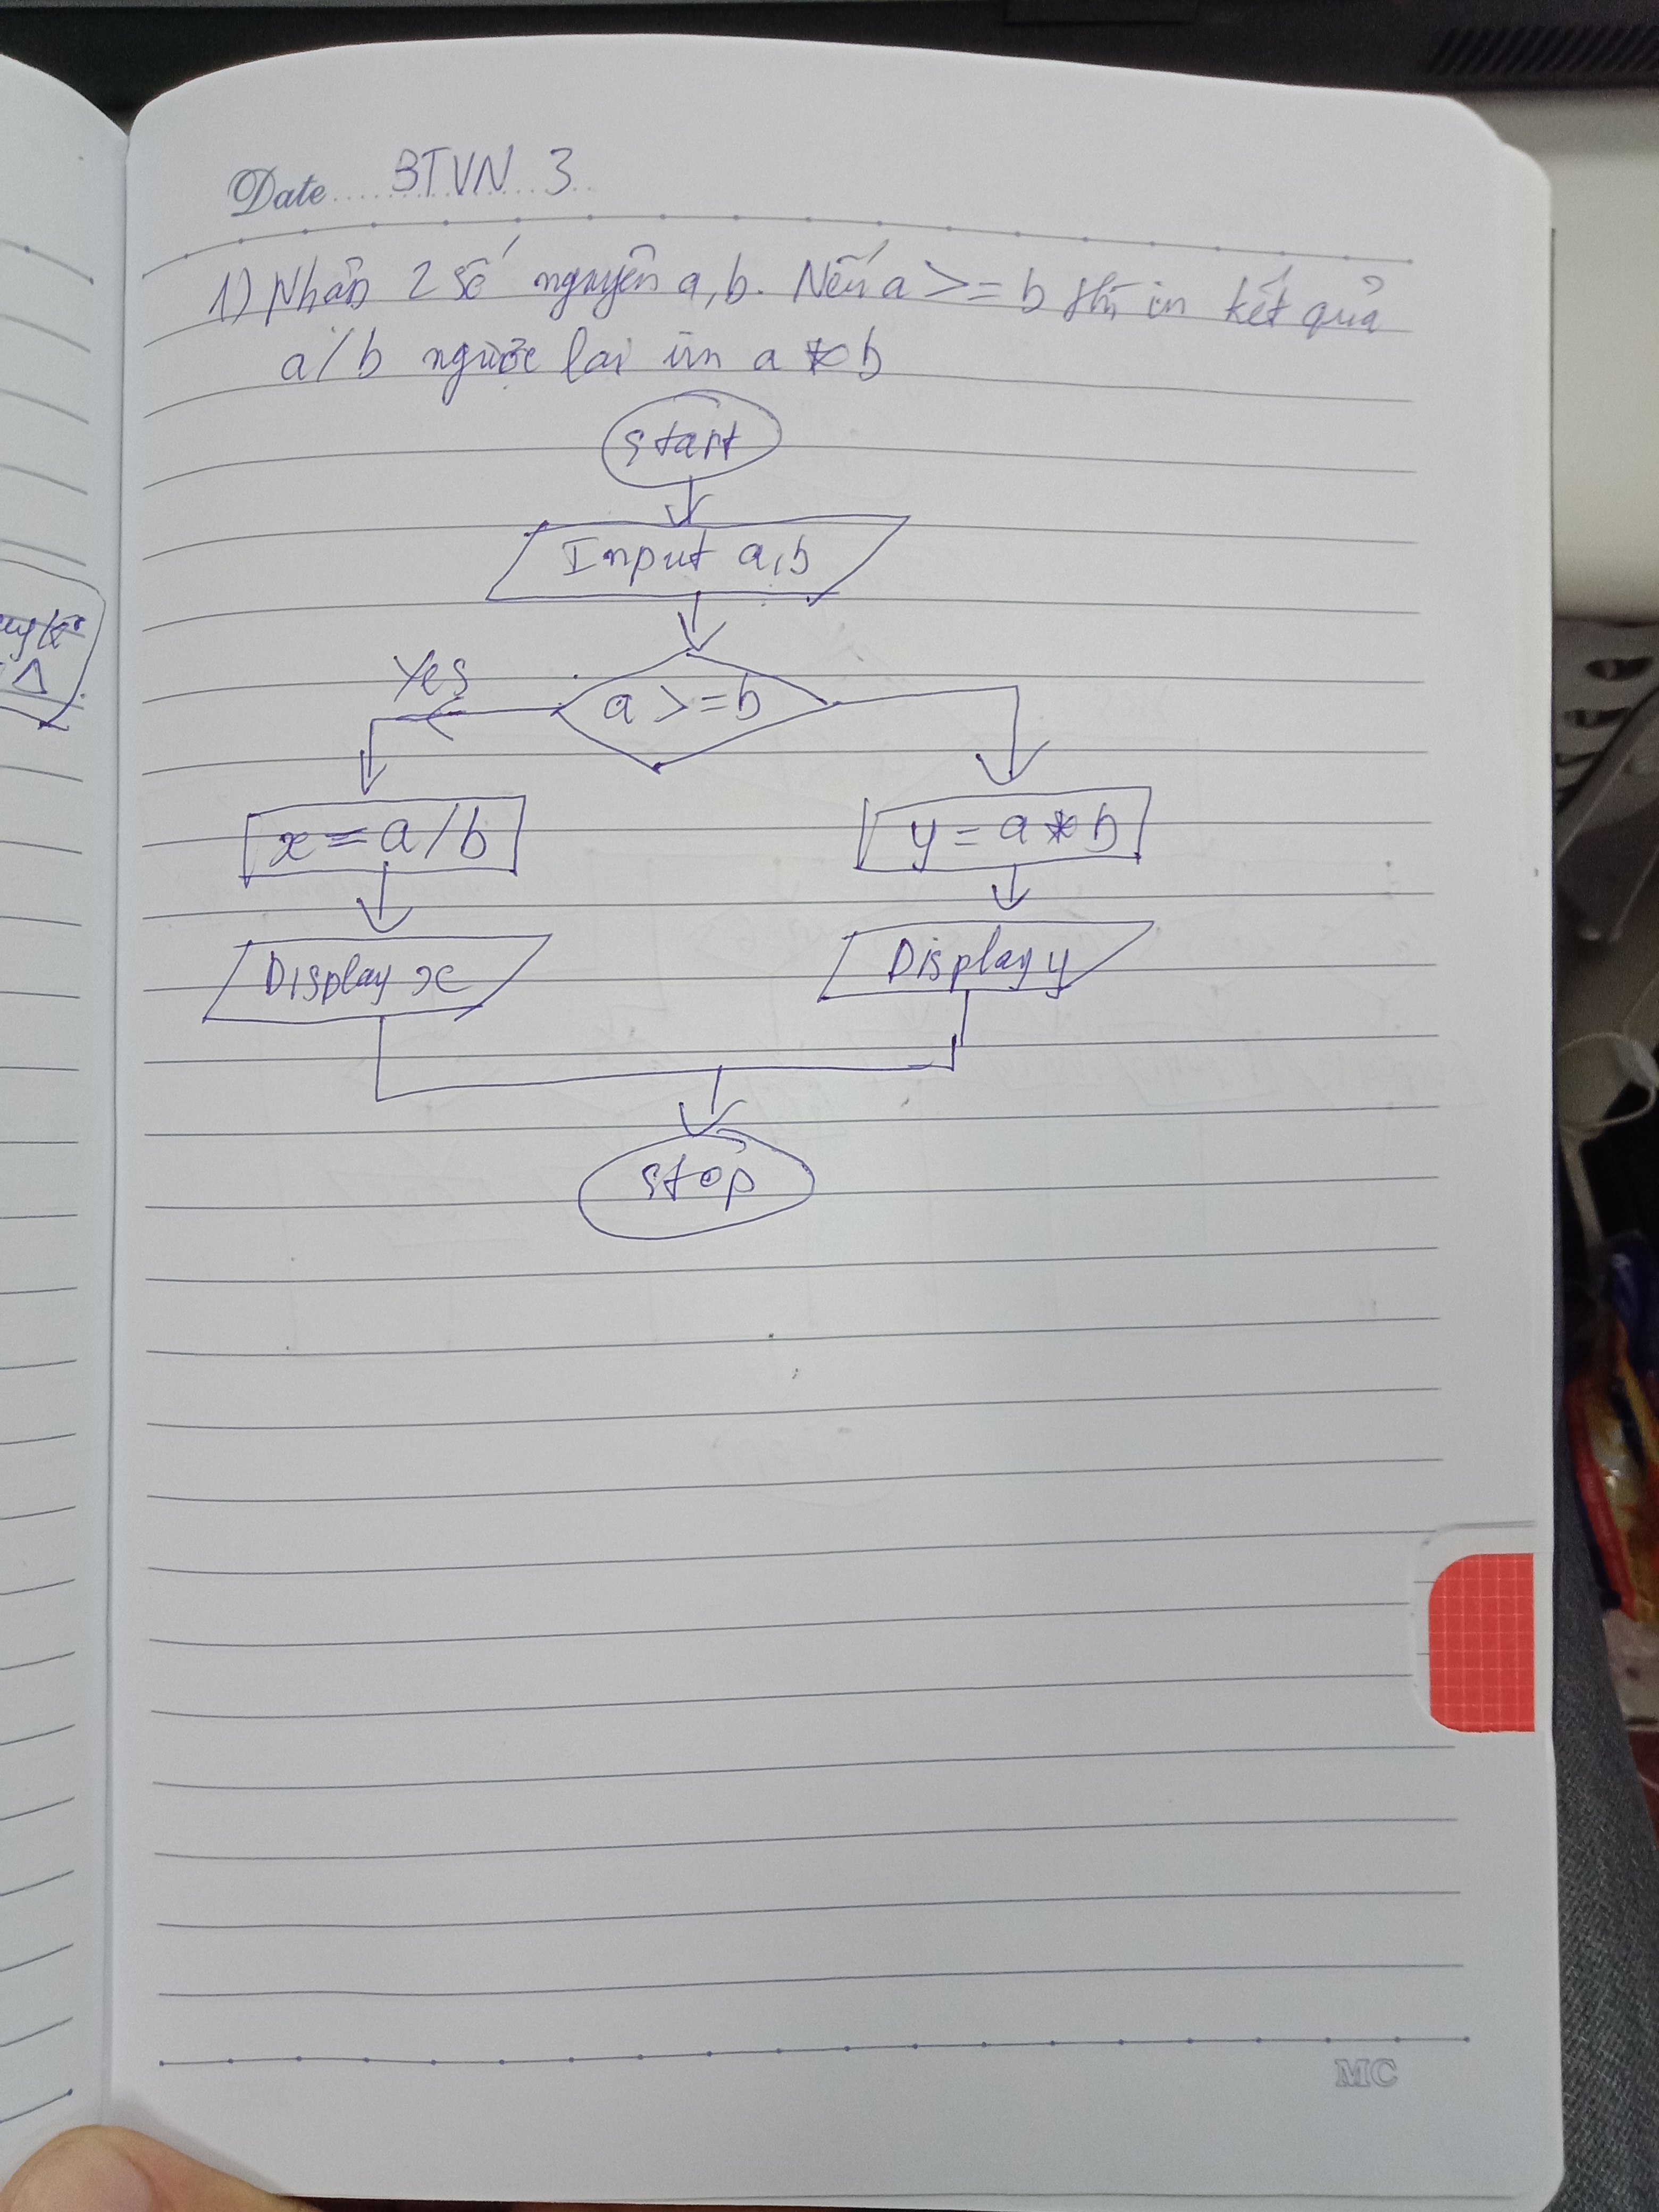 Date BTVN 3
1) Nhận 2 số nguyên a,b. Nếu a >= b thì in kết quả
a/b ngược lại in a * b
start
Input a,b
Yes
a >= b
x = a/b
y = a * b
Display x
Display y
stop
Δ
MC